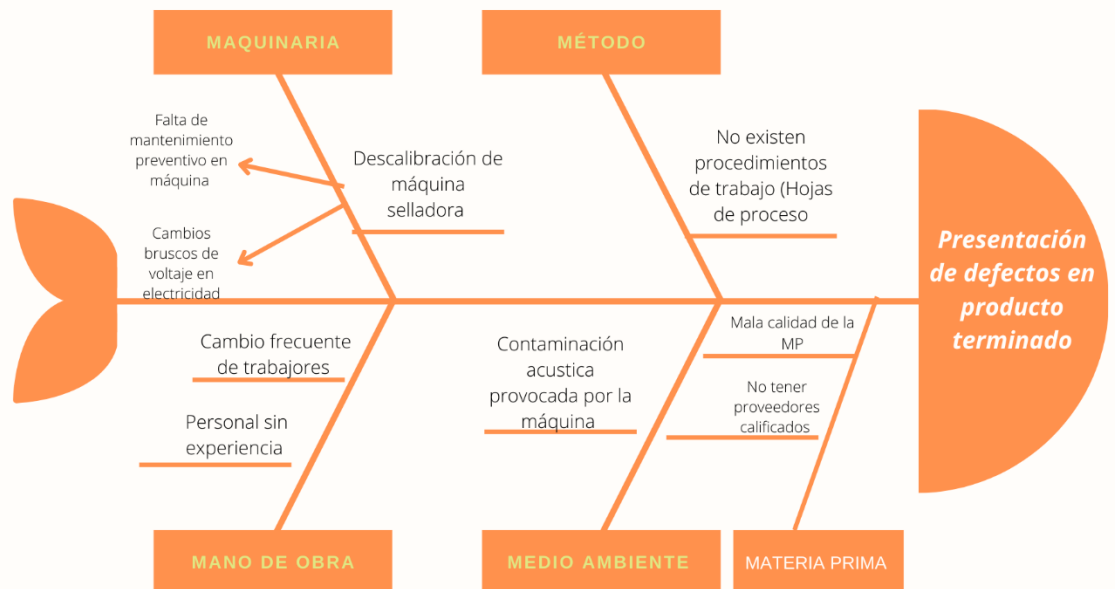 MAQUINARIA
MÉTODO
Falta de
mantenimiento
preventivo en
máquina
Descalibración de
máquina
selladora
No existen
procedimientos
de trabajo (Hojas
de proceso
Cambios
bruscos de
voltaje en
electricidad
Presentación
de defectos en
producto
terminado
Cambio frecuente
de trabajadores
Personal sin
experiencia
Contaminación
acustica
provocada por la
máquina
Mala calidad de la
MP
No tener
proveedores
calificados
MANO DE OBRA
MEDIO AMBIENTE
MATERIA PRIMA